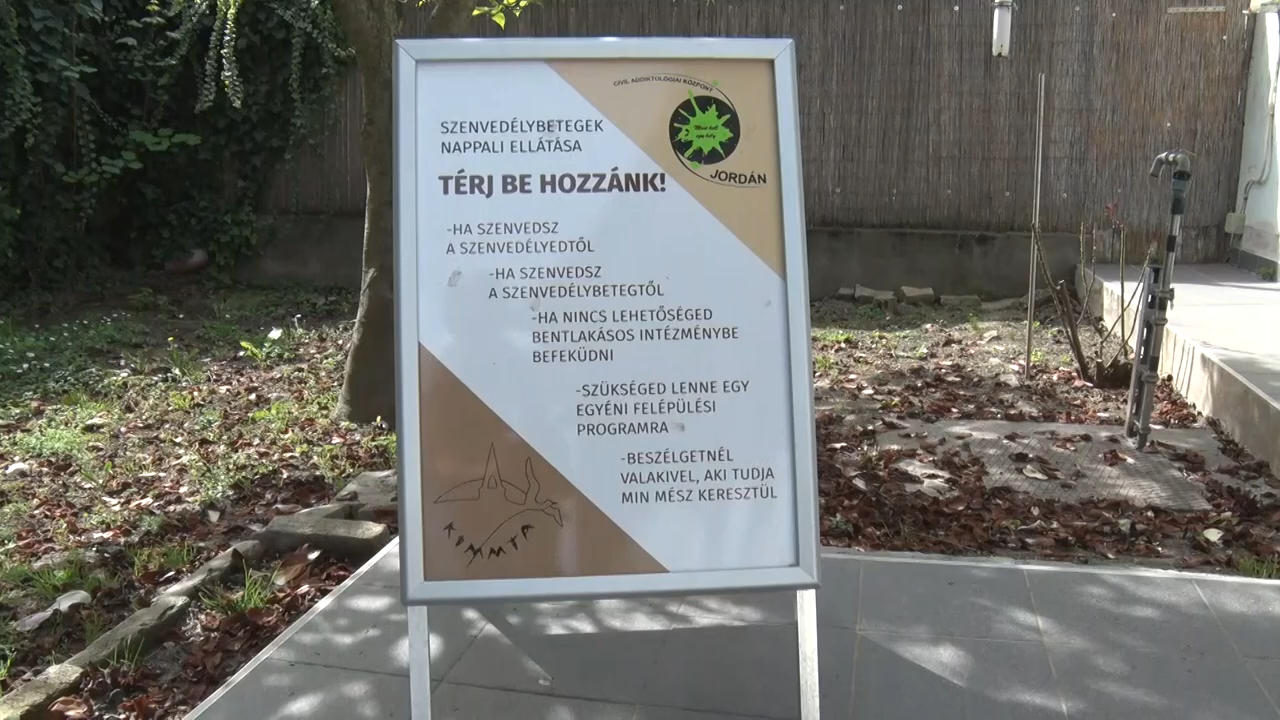 CIVIL ADDIKTOLÓGIAI KÖZPONT
JORDÁN
SZENVEDÉLYBETEGEK
NAPPALI ELLÁTÁSA
TÉRJ BE HOZZÁNK!
-HA SZENVEDSZ
A SZENVEDÉLYEDTŐL
-HA SZENVEDSZ
A SZENVEDÉLYBETEGTŐL
-HA NINCS LEHETŐSÉGED
BENTLAKÁSOS INTÉZMÉNYBE
BEFEKÜDNI
-SZÜKSÉGED LENNE EGY
EGYÉNI FELÉPÜLÉSI
PROGRAMRA
-BESZÉLGETNÉL
VALAKIVEL, AKI TUDJA
MIN MÉSZ KERESZTÜL